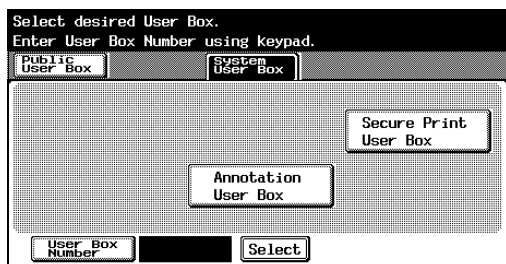 Select desired User Box.
Enter User Box Number using keypad.
Public
User Box
System
User Box
Secure Print
User Box
Annotation
User Box
User Box
Number
Select